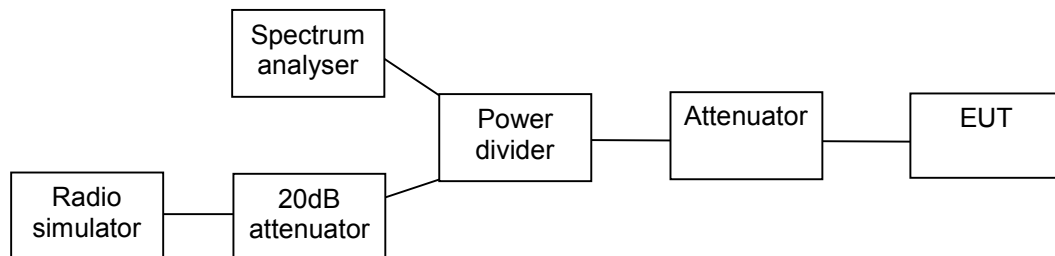 Spectrum
analyser
Power
divider
Attenuator
EUT
Radio
simulator
20dB
attenuator